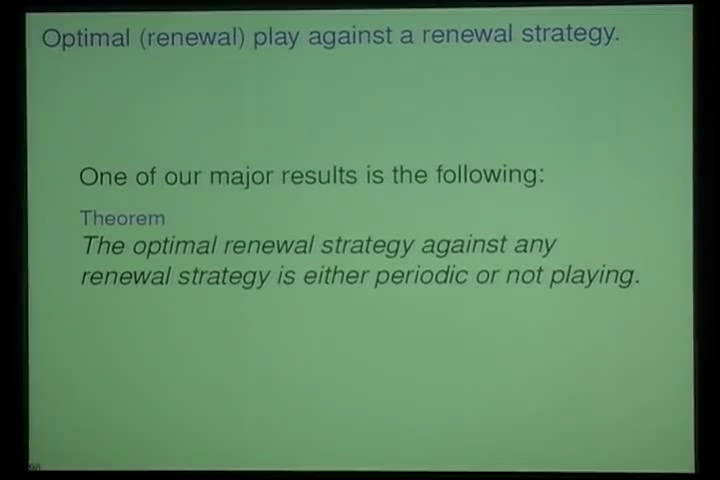 Optimal (renewal) play against a renewal strategy.
One of our major results is the following:
Theorem
The optimal renewal strategy against any
renewal strategy is either periodic or not playing.